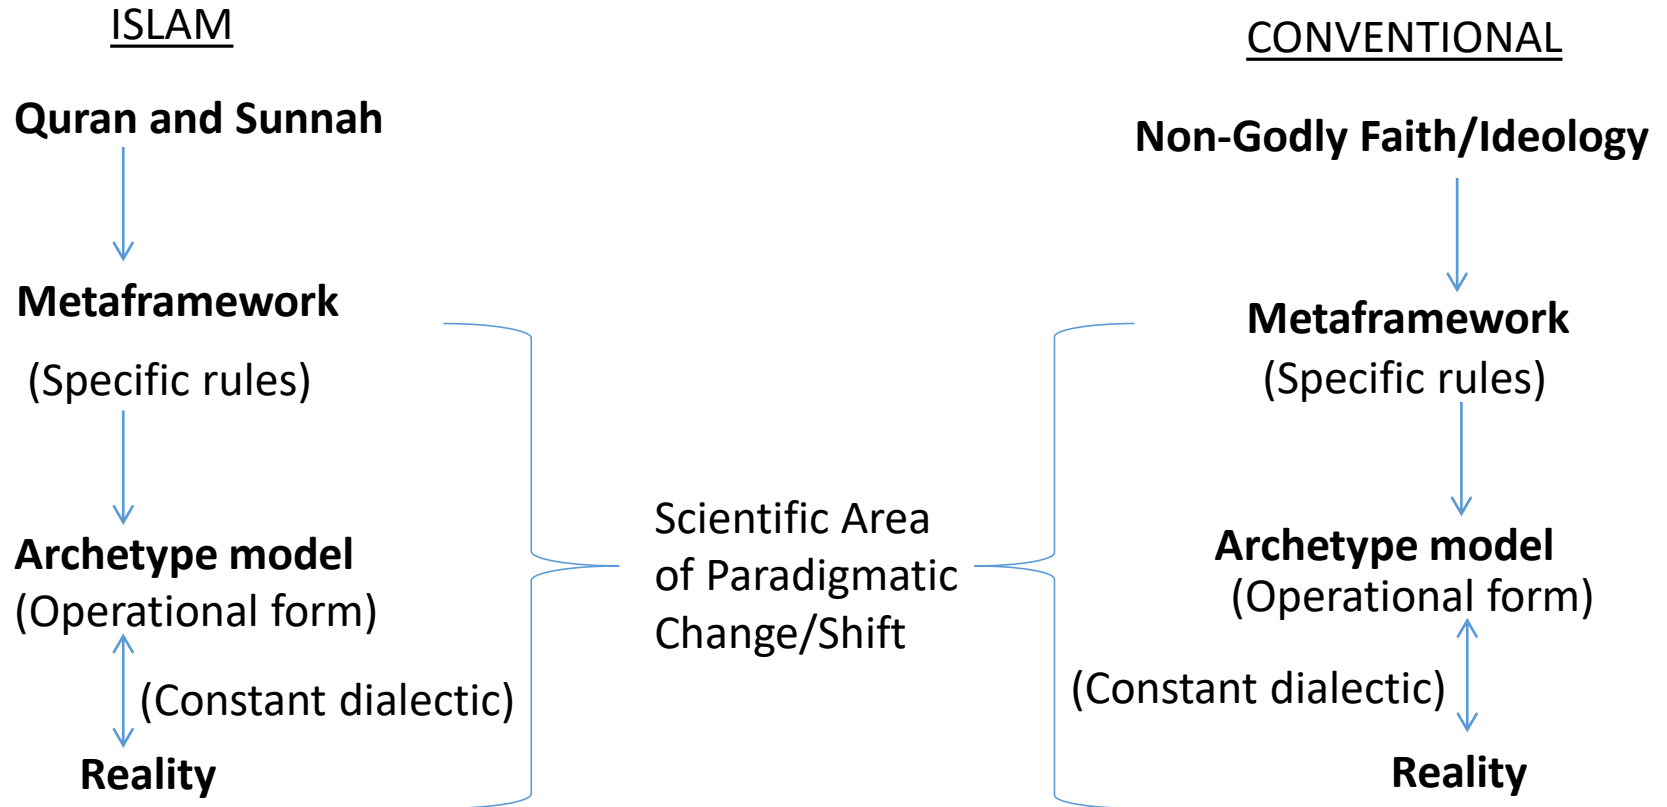 ISLAM
Quran and Sunnah
Metaframework
(Specific rules)
Archetype model
(Operational form)
(Constant dialectic)
Reality
Scientific Area
of Paradigmatic
Change/Shift
CONVENTIONAL
Non-Godly Faith/Ideology
Metaframework
(Specific rules)
Archetype model
(Operational form)
(Constant dialectic)
Reality